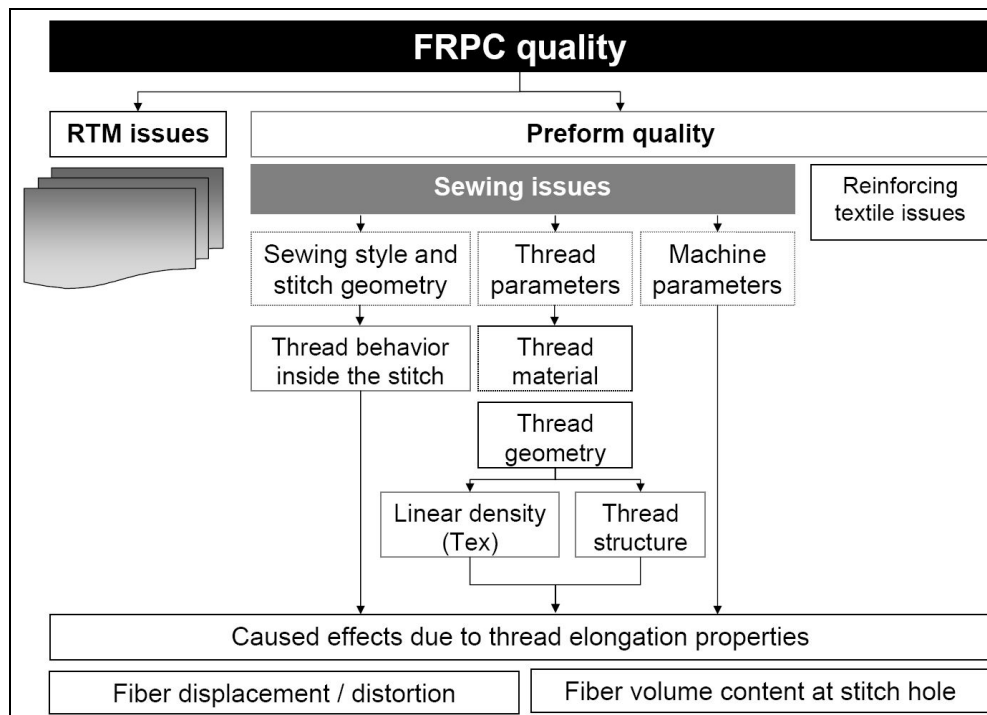 FRPC quality
RTM issues
Preform quality
Sewing issues
Reinforcing
textile issues
Sewing style and
stitch geometry
Thread
parameters
Machine
parameters
Thread behavior
inside the stitch
Thread
material
Thread
geometry
Linear density
(Tex)
Thread
structure
Caused effects due to thread elongation properties
Fiber displacement / distortion
Fiber volume content at stitch hole